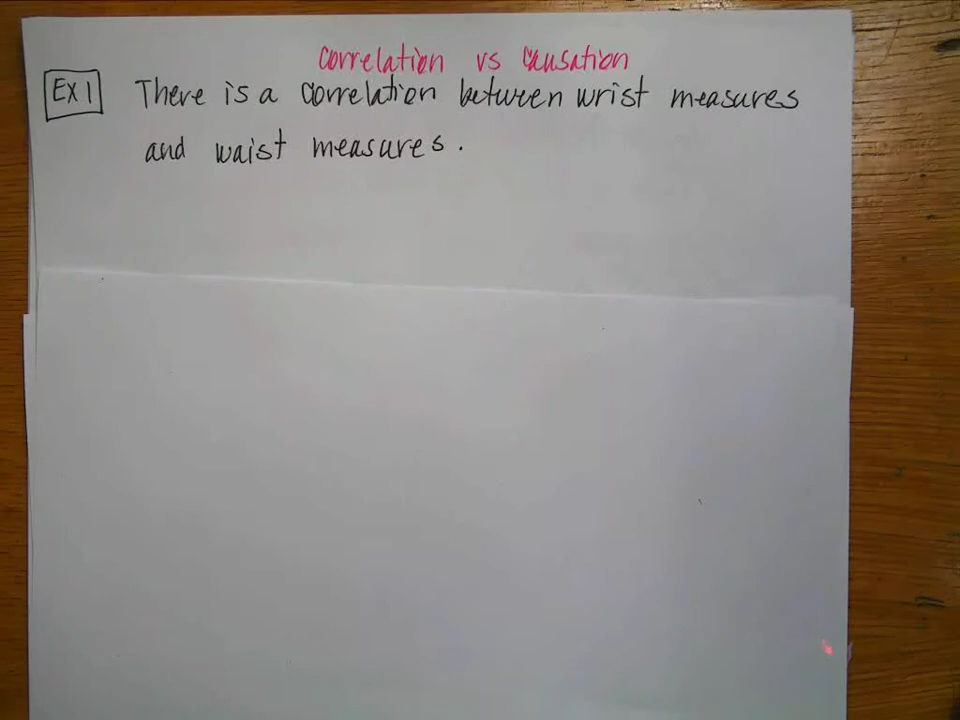 Correlation vs Causation
Ex 1 There is a correlation between wrist measures
and waist measures.